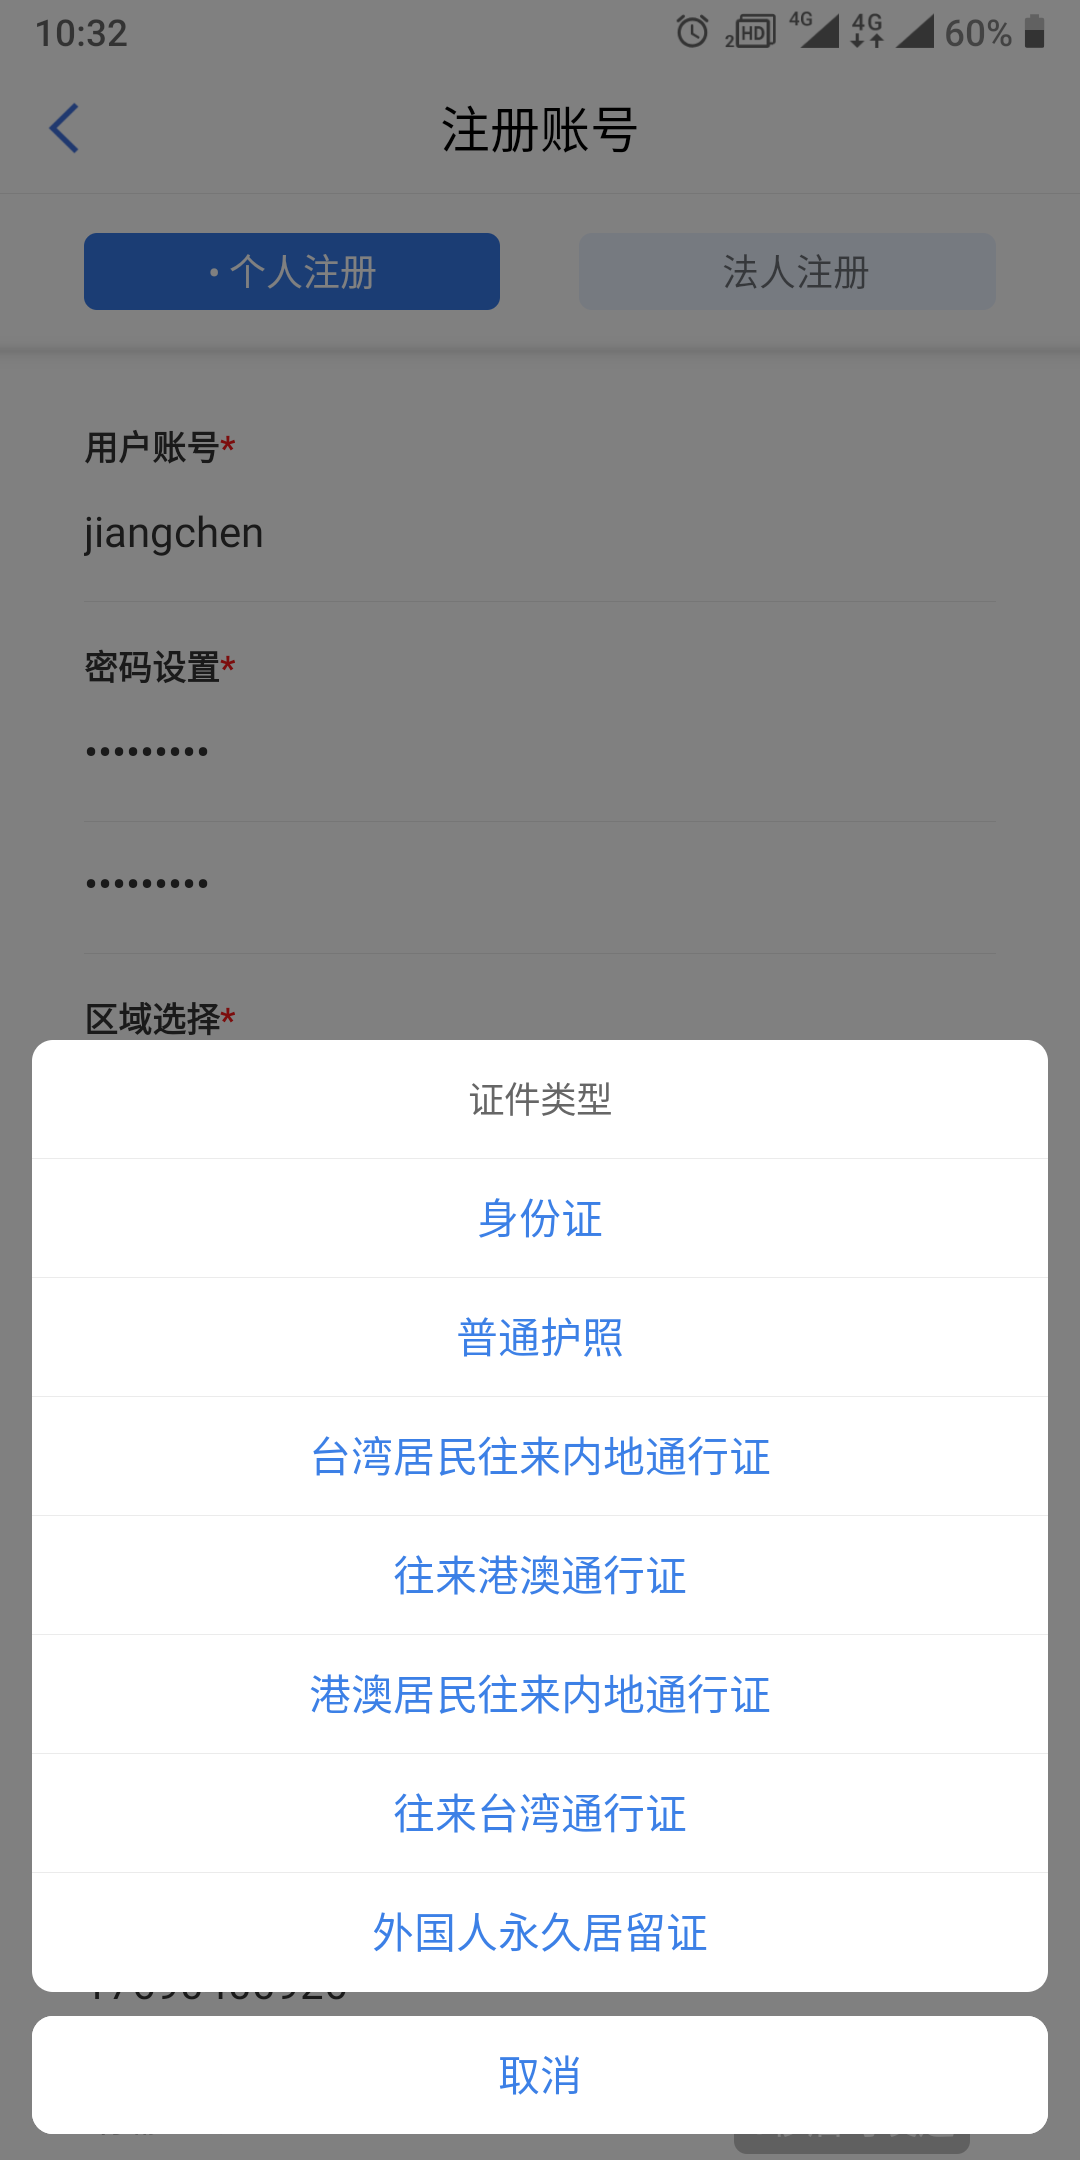 10:32
2 HD 4G 4G 60%
注册账号
• 个人注册
法人注册
用户账号*
jiangchen
密码设置*
•••••••••
•••••••••
区域选择*
证件类型
身份证
普通护照
台湾居民往来内地通行证
往来港澳通行证
港澳居民往来内地通行证
往来台湾通行证
外国人永久居留证
取消